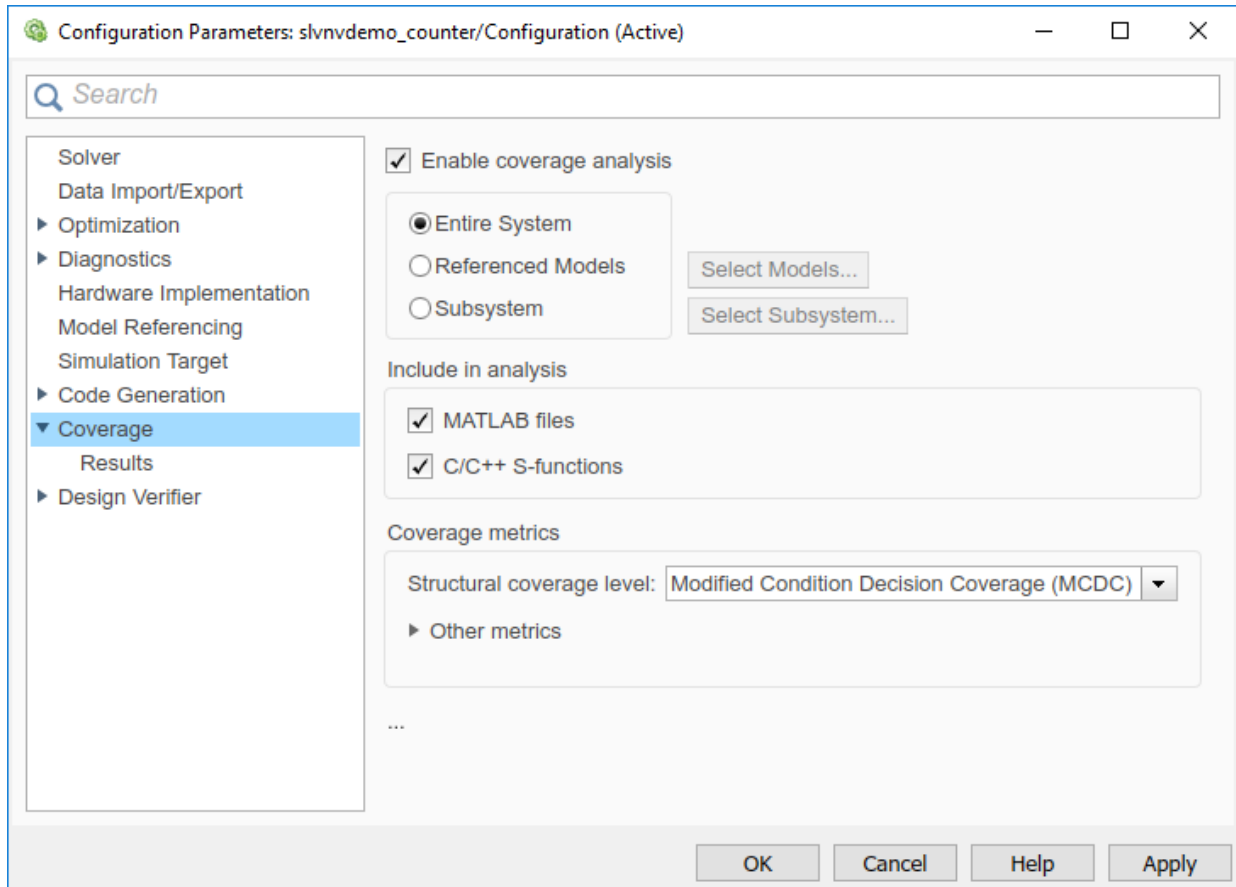 Configuration Parameters: slvnvdemo_counter/Configuration (Active)
Search
Solver
Data Import/Export
Optimization
Diagnostics
Hardware Implementation
Model Referencing
Simulation Target
Code Generation
Coverage
Results
Design Verifier
Enable coverage analysis
Entire System
Referenced Models
Select Models...
Subsystem
Select Subsystem...
Include in analysis
MATLAB files
C/C++ S-functions
Coverage metrics
Structural coverage level: Modified Condition Decision Coverage (MCDC)
Other metrics
...
OK Cancel Help Apply